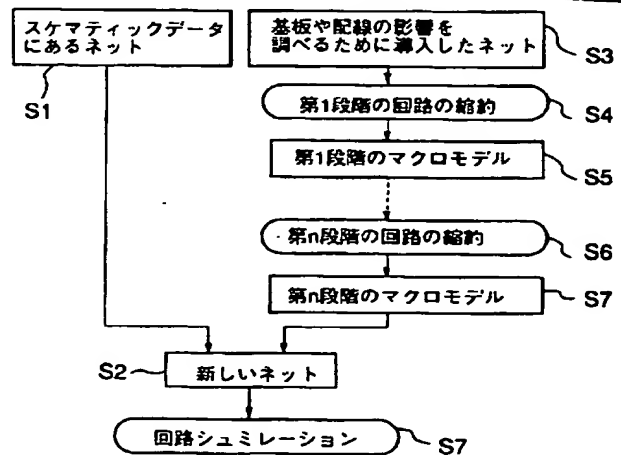 スケマティックデータ
にあるネット
S1
基板や配線の影響を
調べるために導入したネット
S3
第1段階の回路の縮約
S4
第1段階のマクロモデル
S5
第n段階の回路の縮約
S6
第n段階のマクロモデル
S7
S2
新しいネット
回路シュミレーション
S7